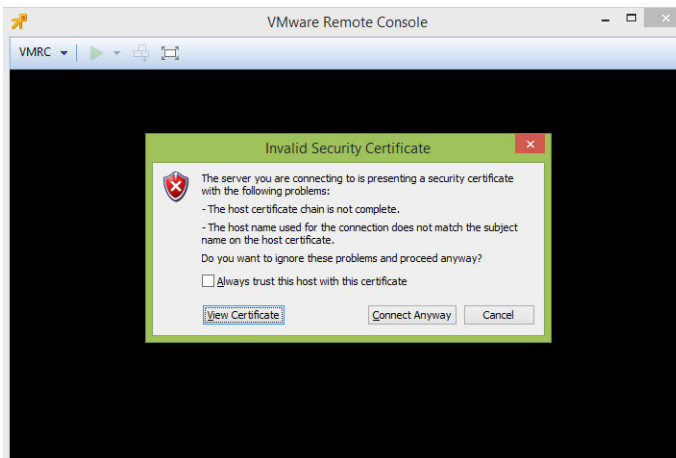 VMware Remote Console
VMRC
Invalid Security Certificate
The server you are connecting to is presenting a security certificate
with the following problems:
- The host certificate chain is not complete.
- The host name used for the connection does not match the subject
name on the host certificate.
Do you want to ignore these problems and proceed anyway?
Always trust this host with this certificate
View Certificate
Connect Anyway
Cancel